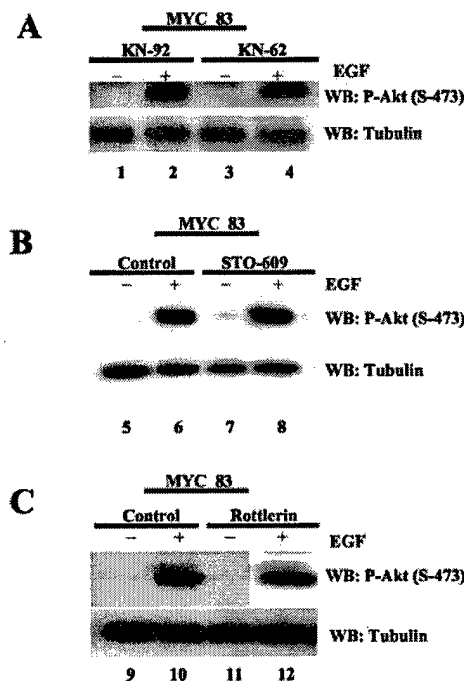 A
MYC 83
KN-92 KN-62
− + − + EGF
WB: P-Akt (S-473)
WB: Tubulin
1 2 3 4
B
MYC 83
Control STO-609
− + − + EGF
WB: P-Akt (S-473)
WB: Tubulin
5 6 7 8
C
MYC 83
Control Rottlerin
− + − + EGF
WB: P-Akt (S-473)
WB: Tubulin
9 10 11 12